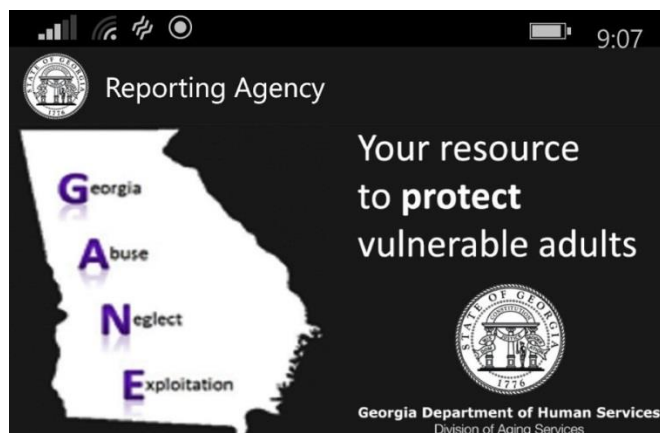 9:07
Reporting Agency
Georgia
Abuse
Neglect
Exploitation
Your resource
to protect
vulnerable adults
STATE OF GEORGIA
CONSTITUTION
1776
Georgia Department of Human Services
Division of Aging Services